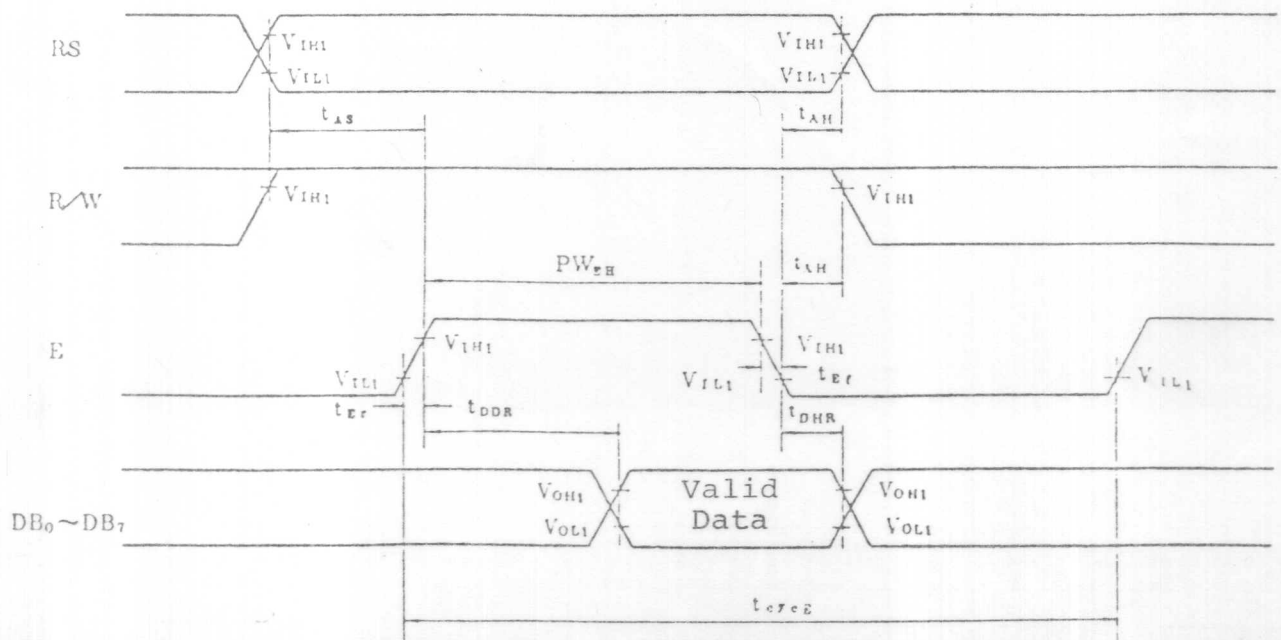 RS
VIH1
VIL1
VIH1
VIL1
tAS
tAH
R/W
VIH1
VIH1
PWEH
tAH
E
VIH1
VIL1
tEr
VIH1
VIL1
tEf
VIL1
tDDR
tDHR
DB0~DB7
VOH1
VOL1
Valid
Data
VOH1
VOL1
tcycE